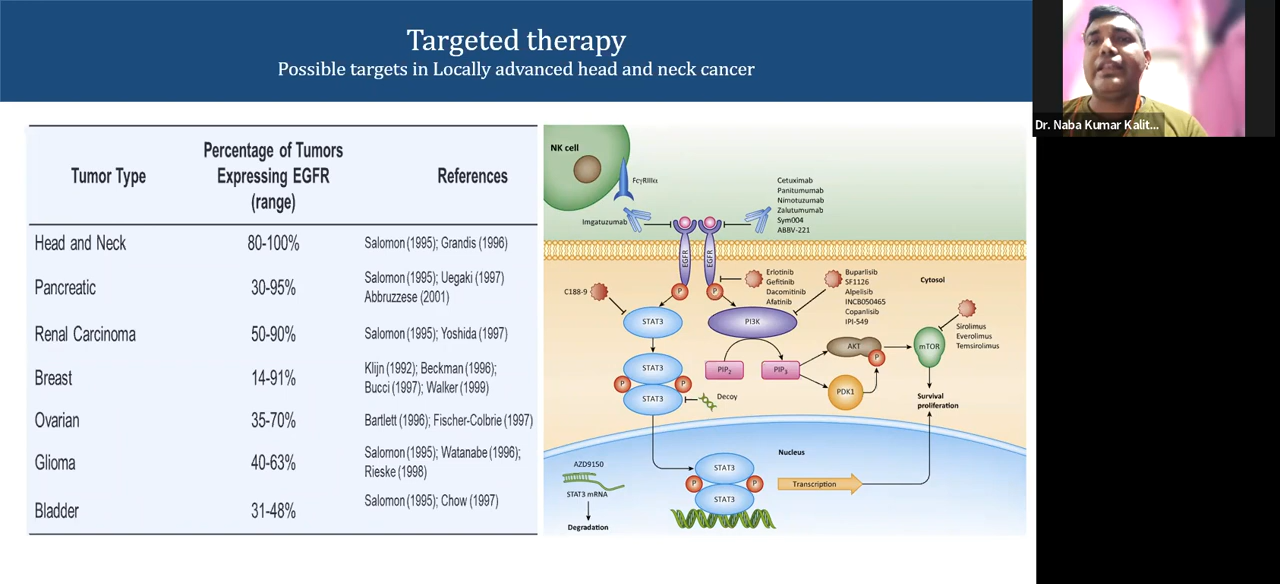 Targeted therapy
Possible targets in Locally advanced head and neck cancer
Dr. Naba Kumar Kalit...
Tumor Type
Percentage of Tumors
Expressing EGFR
(range)
References
Head and Neck
80-100%
Salomon (1995); Grandis (1996)
Pancreatic
30-95%
Salomon (1995); Uegaki (1997)
Abbruzzese (2001)
Renal Carcinoma
50-90%
Salomon (1995); Yoshida (1997)
Breast
14-91%
Klijn (1992); Beckman (1996);
Bucci (1997); Walker (1999)
Ovarian
35-70%
Bartlett (1996); Fischer-Colbrie (1997)
Glioma
40-63%
Salomon (1995); Watanabe (1996);
Rieske (1998)
Bladder
31-48%
Salomon (1995); Chow (1997)
NK cell
FcγRIIIα
Imgatuzumab
Cetuximab
Panitumumab
Nimotuzumab
Zalutumumab
Sym004
ABBV-221
EGFR
EGFR
P
P
C188-9
Erlotinib
Gefitinib
Dacomitinib
Afatinib
Buparlisib
SF1126
Alpelisib
INCB050465
Copanlisib
IPI-549
Cytosol
STAT3
PI3K
Sirolimus
Everolimus
Temsirolimus
AKT
P
mTOR
STAT3
PIP2
PIP3
P
P
STAT3
Decoy
PDK1
Survival
proliferation
Nucleus
AZD9150
STAT3 mRNA
Degradation
STAT3
P
P
STAT3
Transcription